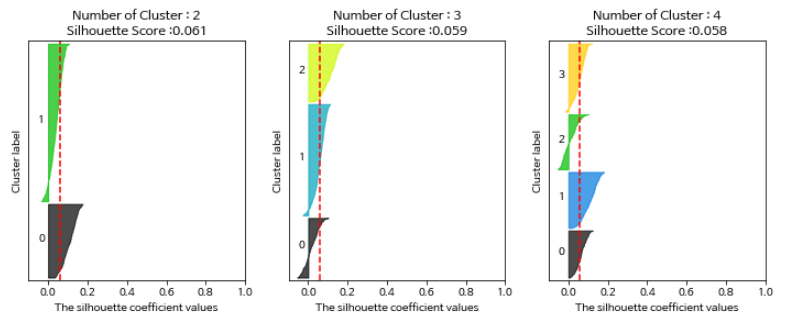 Number of Cluster : 2
Silhouette Score :0.061
Cluster label
1
0
0.0 0.2 0.4 0.6 0.8 1.0
The silhouette coefficient values
Number of Cluster : 3
Silhouette Score :0.059
Cluster label
2
1
0
0.0 0.2 0.4 0.6 0.8 1.0
The silhouette coefficient values
Number of Cluster : 4
Silhouette Score :0.058
Cluster label
3
2
1
0
0.0 0.2 0.4 0.6 0.8 1.0
The silhouette coefficient values